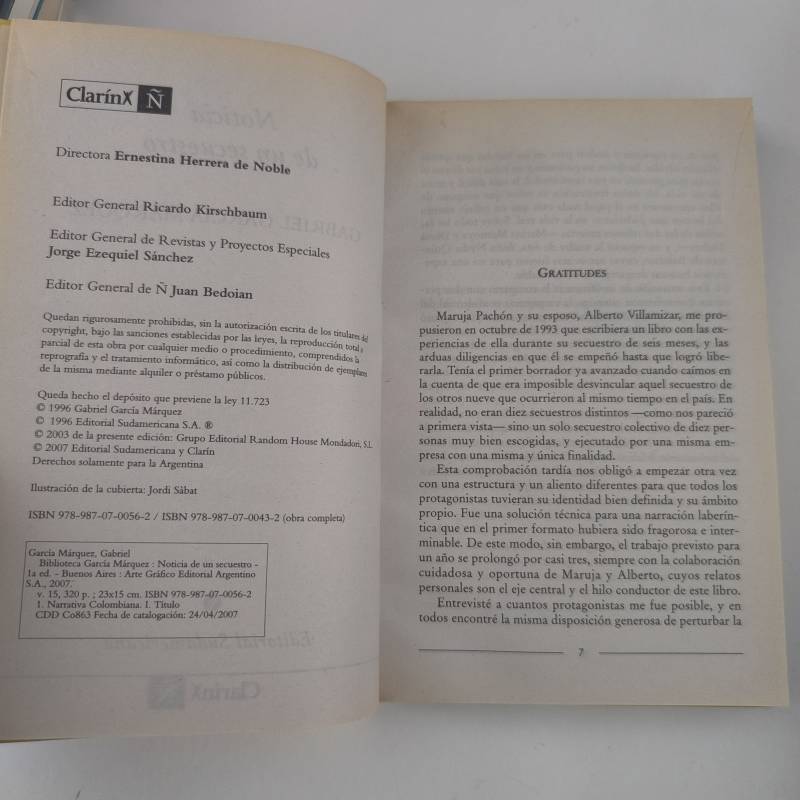 ClarínX Ñ
Directora Ernestina Herrera de Noble
Editor General Ricardo Kirschbaum
Editor General de Revistas y Proyectos Especiales
Jorge Ezequiel Sánchez
Editor General de Ñ Juan Bedoian
Quedan rigurosamente prohibidas, sin la autorización escrita de los titulares del
copyright, bajo las sanciones establecidas por las leyes, la reproducción total y
parcial de esta obra por cualquier medio o procedimiento, comprendidos la
reprografía y el tratamiento informático, así como la distribución de ejemplares
de la misma mediante alquiler o préstamo públicos.
Queda hecho el depósito que previene la ley 11.723
© 1996 Gabriel García Márquez
© 1996 Editorial Sudamericana S.A. ®
© 2003 de la presente edición: Grupo Editorial Random House Mondadori, S.L
© 2007 Editorial Sudamericana y Clarín
Derechos solamente para la Argentina
Ilustración de la cubierta: Jordi Sàbat
ISBN 978-987-07-0056-2 / ISBN 978-987-07-0043-2 (obra completa)
García Márquez, Gabriel
Biblioteca García Márquez : Noticia de un secuestro -
1a ed. - Buenos Aires : Arte Gráfico Editorial Argentino
S.A., 2007.
v. 15, 320 p. ; 23x15 cm. ISBN 978-987-07-0056-2
1. Narrativa Colombiana. I. Título
CDD Co863 Fecha de catalogación: 24/04/2007
GRATITUDES
Maruja Pachón y su esposo, Alberto Villamizar, me pro-
pusieron en octubre de 1993 que escribiera un libro con las ex-
periencias de ella durante su secuestro de seis meses, y las
arduas diligencias en que él se empeñó hasta que logró libe-
rarla. Tenía el primer borrador ya avanzado cuando caímos en
la cuenta de que era imposible desvincular aquel secuestro de
los otros nueve que ocurrieron al mismo tiempo en el país. En
realidad, no eran diez secuestros distintos —como nos pareció
a primera vista— sino un solo secuestro colectivo de diez per-
sonas muy bien escogidas, y ejecutado por una misma em-
presa con una misma y única finalidad.
Esta comprobación tardía nos obligó a empezar otra vez
con una estructura y un aliento diferentes para que todos los
protagonistas tuvieran su identidad bien definida y su ámbito
propio. Fue una solución técnica para una narración laberín-
tica que en el primer formato hubiera sido fragorosa e inter-
minable. De este modo, sin embargo, el trabajo previsto para
un año se prolongó por casi tres, siempre con la colaboración
cuidadosa y oportuna de Maruja y Alberto, cuyos relatos
personales son el eje central y el hilo conductor de este libro.
Entrevisté a cuantos protagonistas me fue posible, y en
todos encontré la misma disposición generosa de perturbar la
7